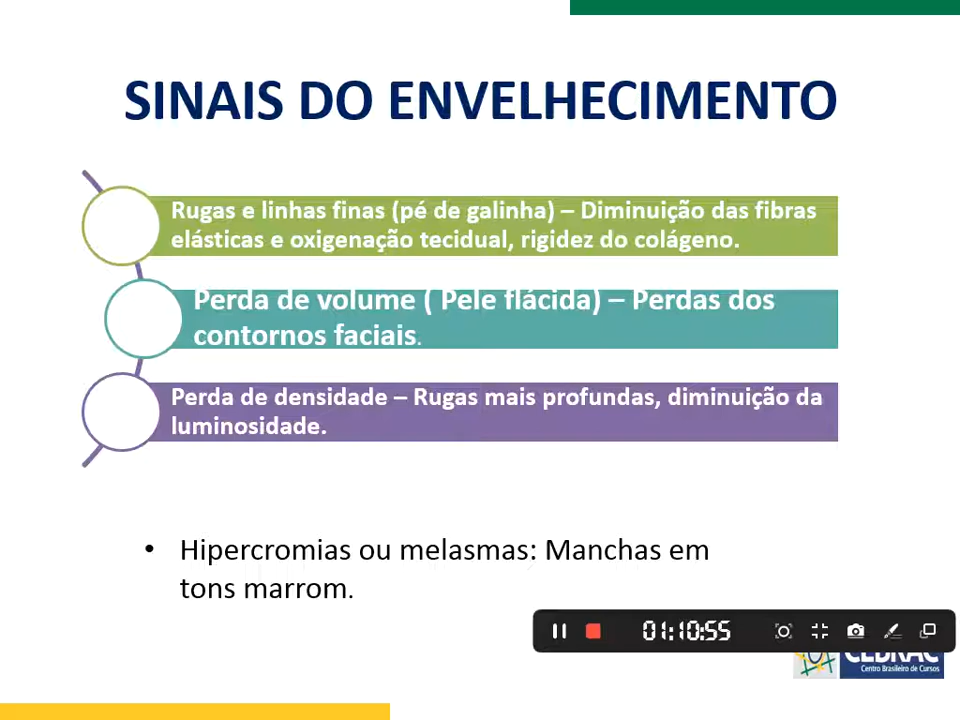 SINAIS DO ENVELHECIMENTO
Rugas e linhas finas (pé de galinha) – Diminuição das fibras
elásticas e oxigenação tecidual, rigidez do colágeno.
Perda de volume ( Pele flácida) – Perdas dos
contornos faciais.
Perda de densidade – Rugas mais profundas, diminuição da
luminosidade.
• Hipercromias ou melasmas: Manchas em
tons marrom.
01:10:55
CEBRAC
Centro Brasileiro de Cursos